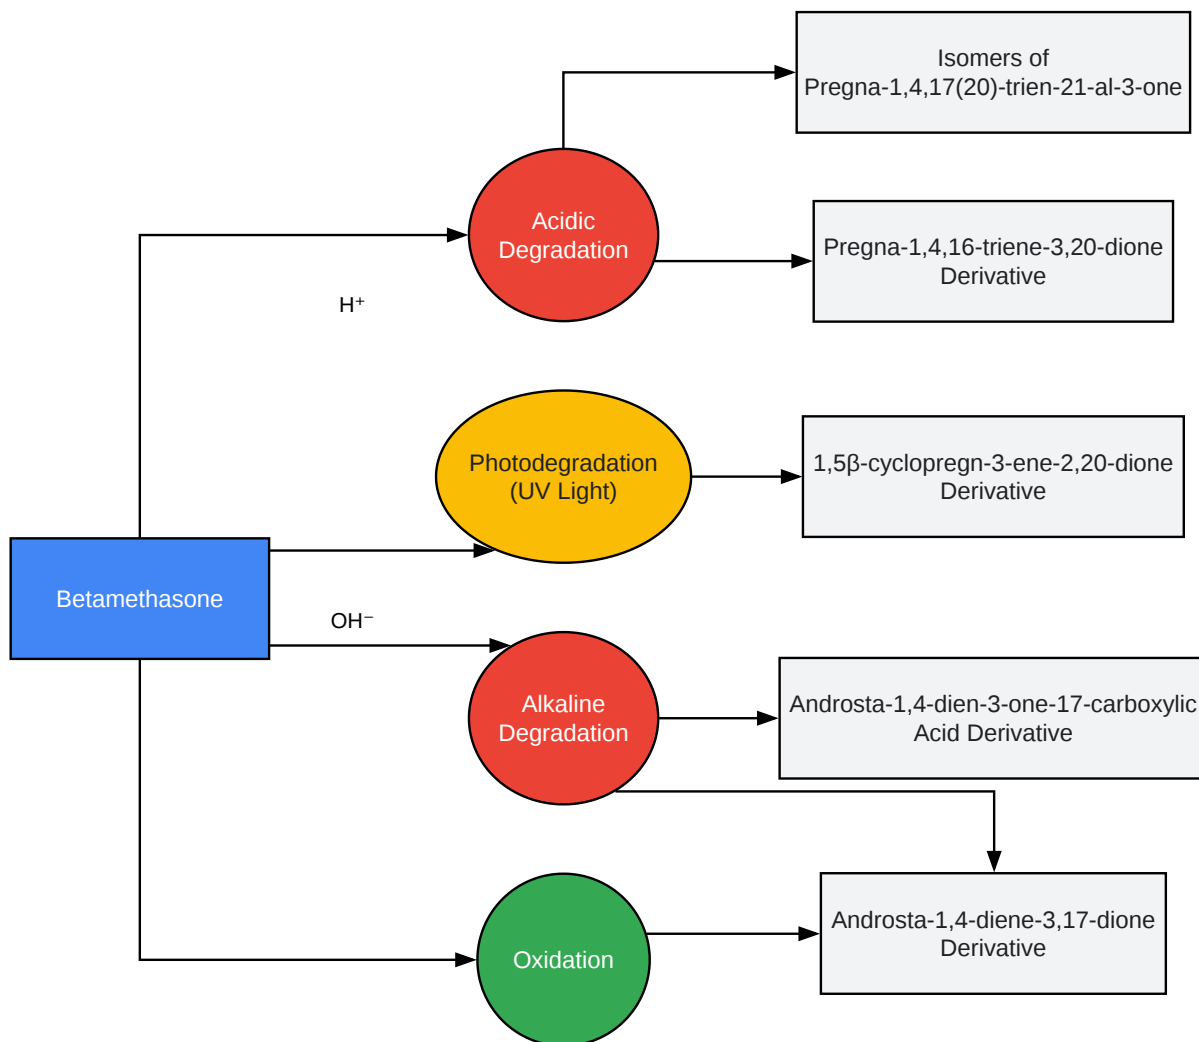 Isomers of
Pregna-1,4,17(20)-trien-21-al-3-one
Acidic
Degradation
Pregna-1,4,16-triene-3,20-dione
Derivative
H⁺
Photodegradation
(UV Light)
1,5β-cyclopregn-3-ene-2,20-dione
Derivative
Betamethasone
OH⁻
Alkaline
Degradation
Androsta-1,4-dien-3-one-17-carboxylic
Acid Derivative
Androsta-1,4-diene-3,17-dione
Derivative
Oxidation